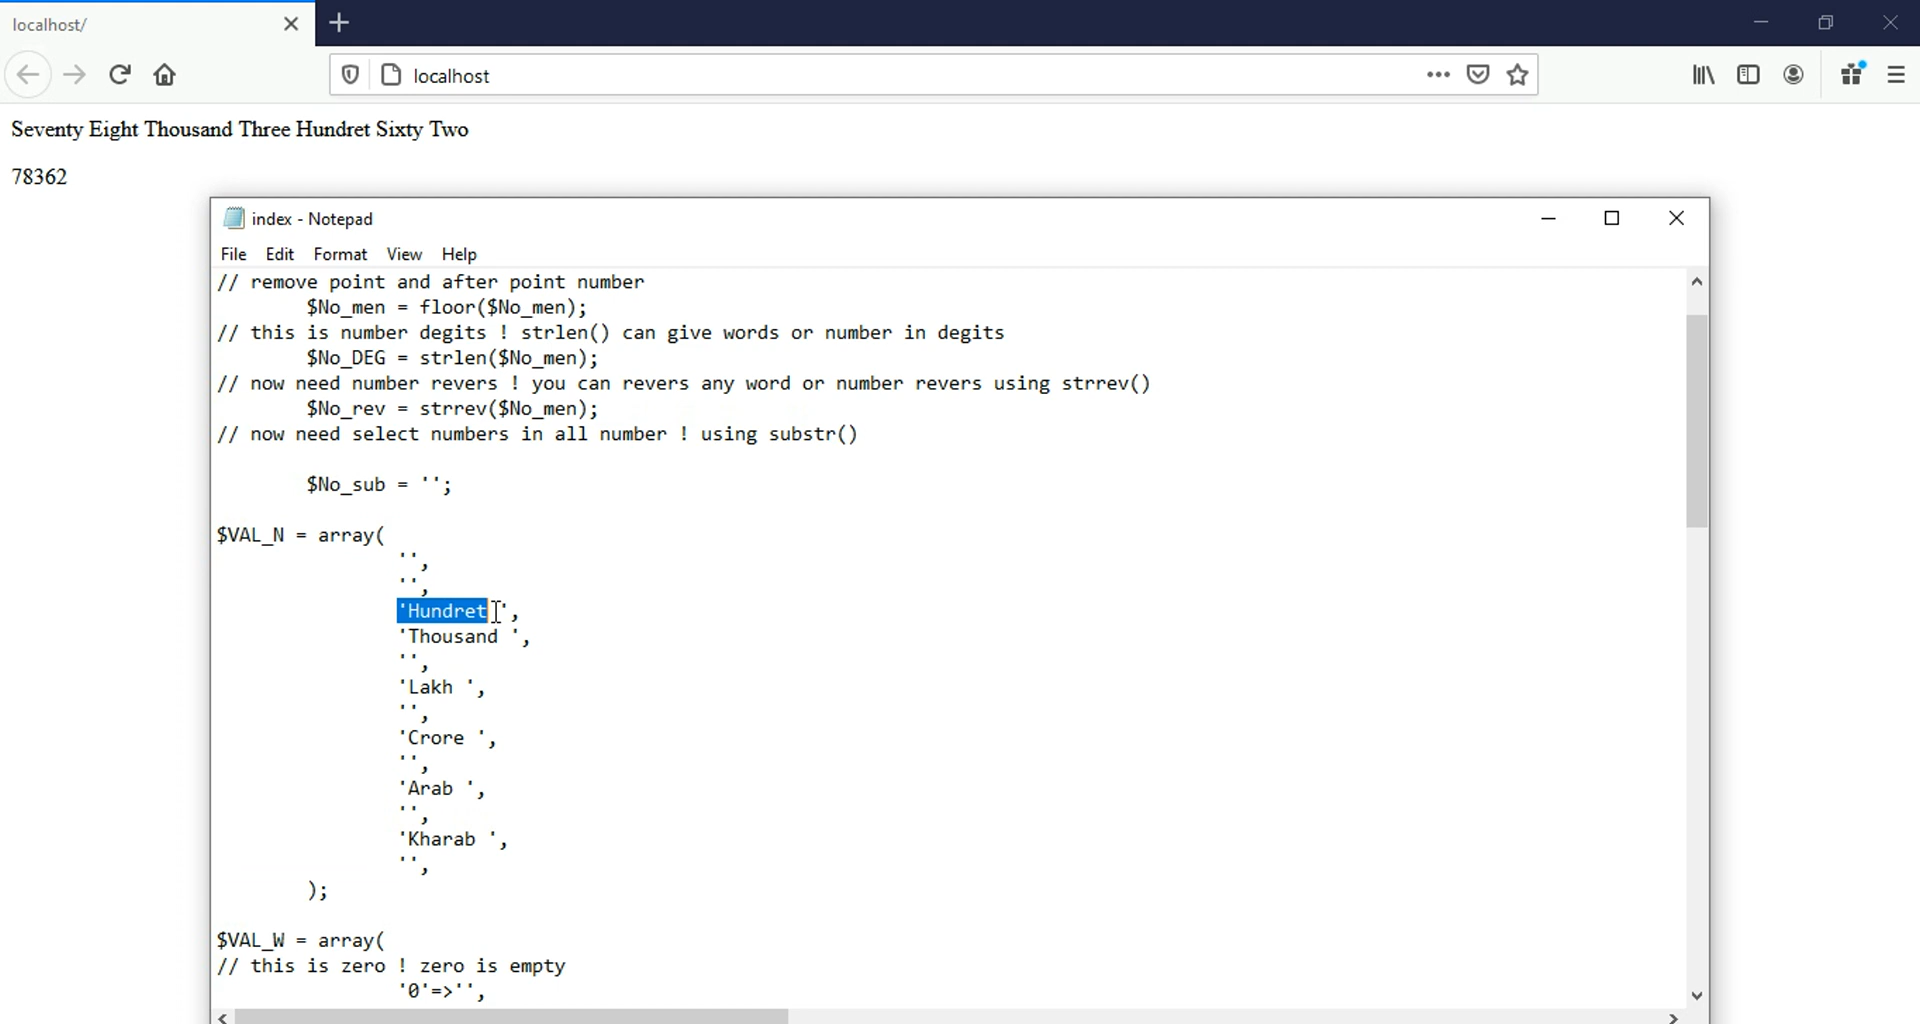 localhost/
localhost
Seventy Eight Thousand Three Hundret Sixty Two
78362
index - Notepad
File Edit Format View Help
// remove point and after point number
$No_men = floor($No_men);
// this is number degits ! strlen() can give words or number in degits
$No_DEG = strlen($No_men);
// now need number revers ! you can revers any word or number revers using strrev()
$No_rev = strrev($No_men);
// now need select numbers in all number ! using substr()
$No_sub = '';
$VAL_N = array(
'',
'',
'Hundret ',
'Thousand ',
'',
'Lakh ',
'',
'Crore ',
'',
'Arab ',
'',
'Kharab ',
'',
);
$VAL_W = array(
// this is zero ! zero is empty
'0'=>'',